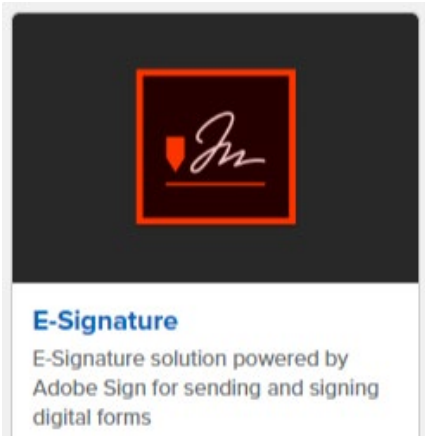 E-Signature
E-Signature solution powered by
Adobe Sign for sending and signing
digital forms